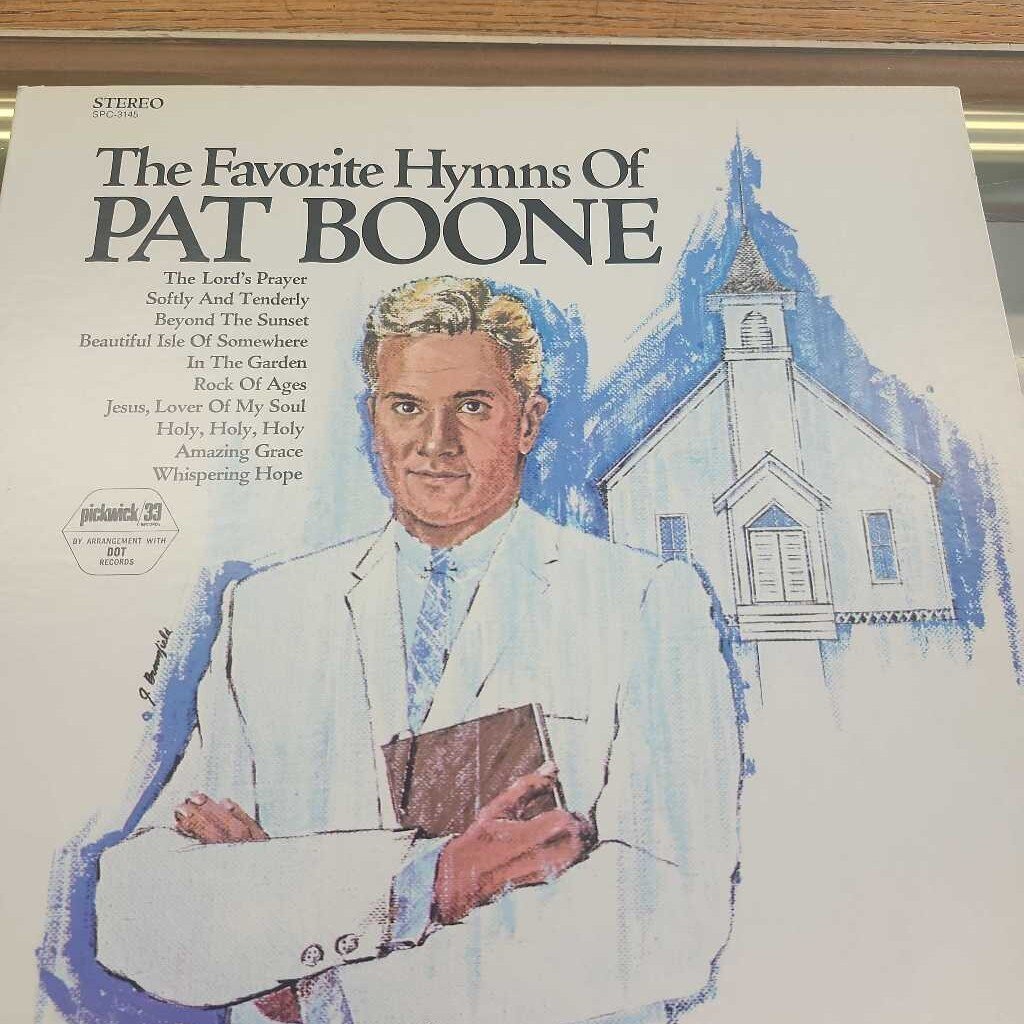 STEREO
SPC-3145
The Favorite Hymns Of
PAT BOONE
The Lord's Prayer
Softly And Tenderly
Beyond The Sunset
Beautiful Isle Of Somewhere
In The Garden
Rock Of Ages
Jesus, Lover Of My Soul
Holy, Holy, Holy
Amazing Grace
Whispering Hope
pickwick/33
RECORDS
BY ARRANGEMENT WITH
DOT
RECORDS